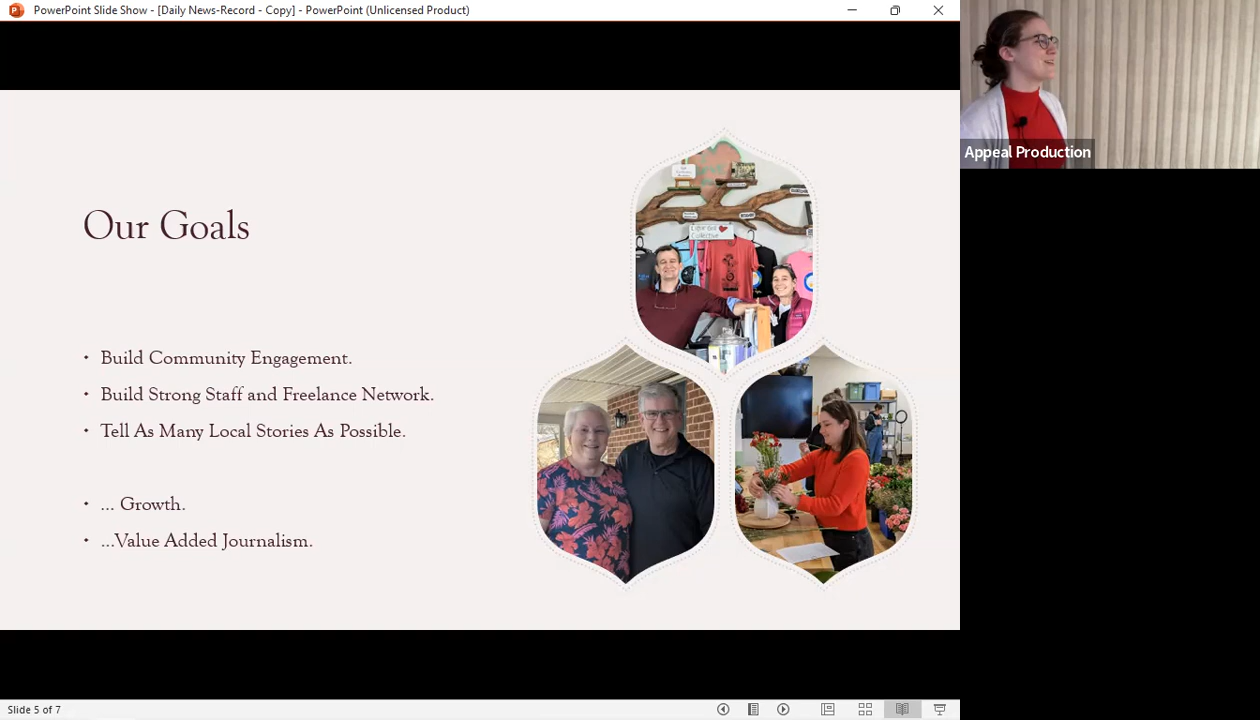 PowerPoint Slide Show - [Daily News-Record - Copy] - PowerPoint (Unlicensed Product)
Appeal Production
Our Goals
• Build Community Engagement.
• Build Strong Staff and Freelance Network.
• Tell As Many Local Stories As Possible.
• ... Growth.
• ...Value Added Journalism.
Slide 5 of 7